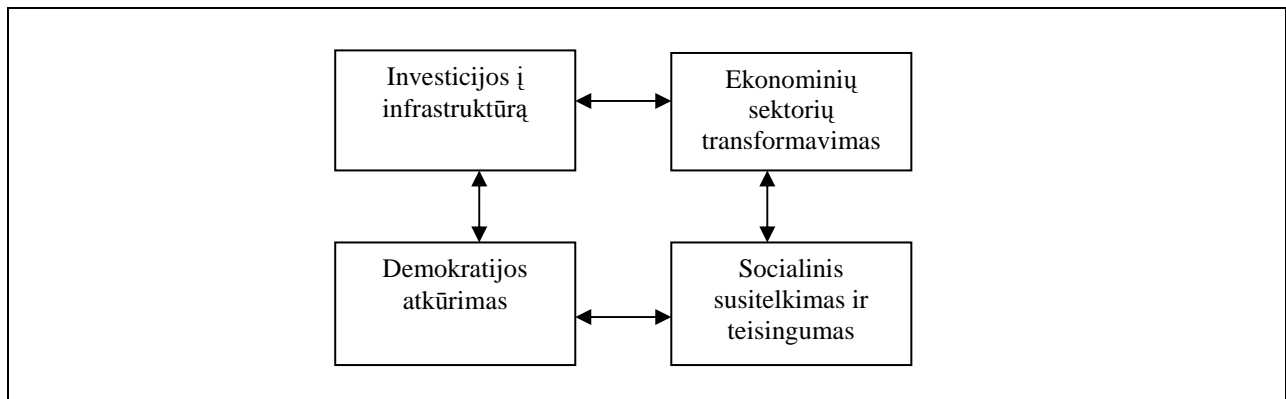 Investicijos į
infrastruktūrą
Ekonominių
sektorių
transformavimas
Demokratijos
atkūrimas
Socialinis
susitelkimas ir
teisingumas